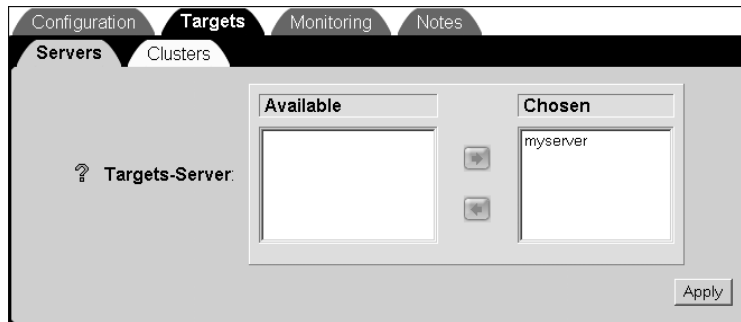 Configuration Targets Monitoring Notes
Servers Clusters
Available Chosen
myserver
? Targets-Server:
Apply